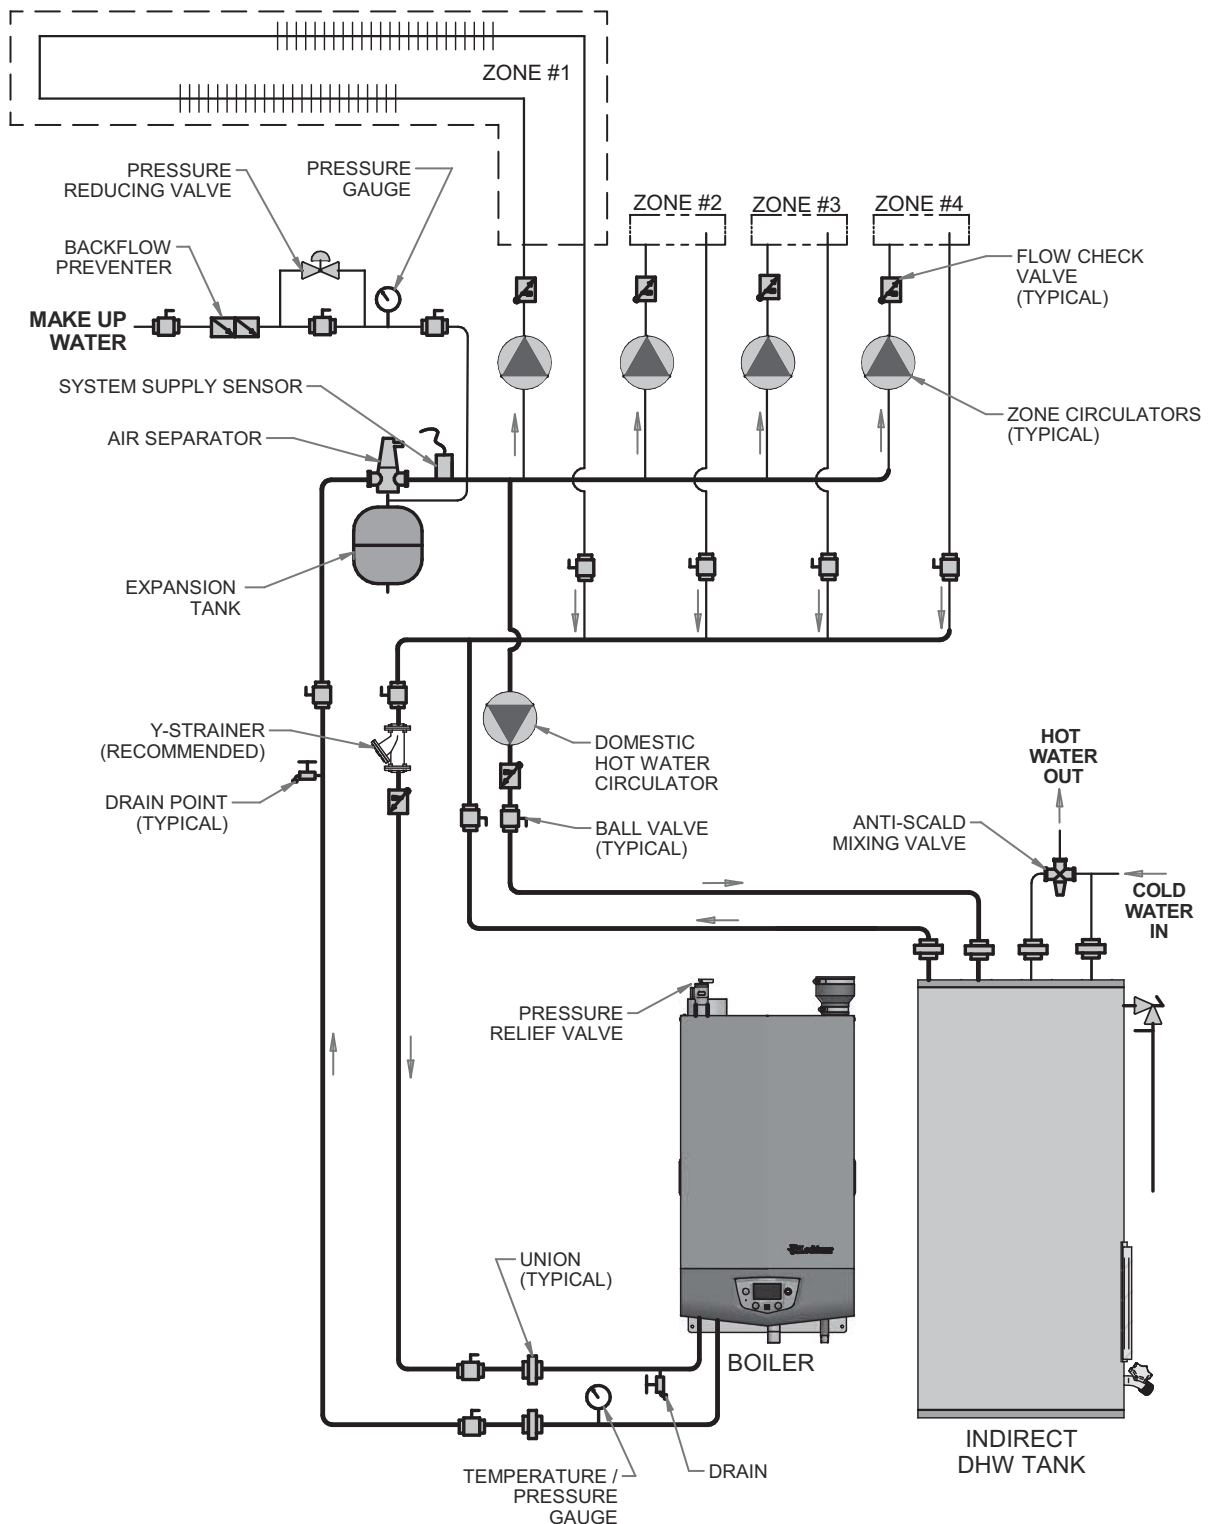 ZONE #1
PRESSURE
REDUCING VALVE
PRESSURE
GAUGE
ZONE #2
ZONE #3
ZONE #4
BACKFLOW
PREVENTER
FLOW CHECK
VALVE
(TYPICAL)
MAKE UP
WATER
SYSTEM SUPPLY SENSOR
AIR SEPARATOR
ZONE CIRCULATORS
(TYPICAL)
EXPANSION
TANK
Y-STRAINER
(RECOMMENDED)
DOMESTIC
HOT WATER
CIRCULATOR
HOT
WATER
OUT
DRAIN POINT
(TYPICAL)
BALL VALVE
(TYPICAL)
ANTI-SCALD
MIXING VALVE
COLD
WATER
IN
PRESSURE
RELIEF VALVE
UNION
(TYPICAL)
BOILER
INDIRECT
DHW TANK
TEMPERATURE /
PRESSURE
GAUGE
DRAIN